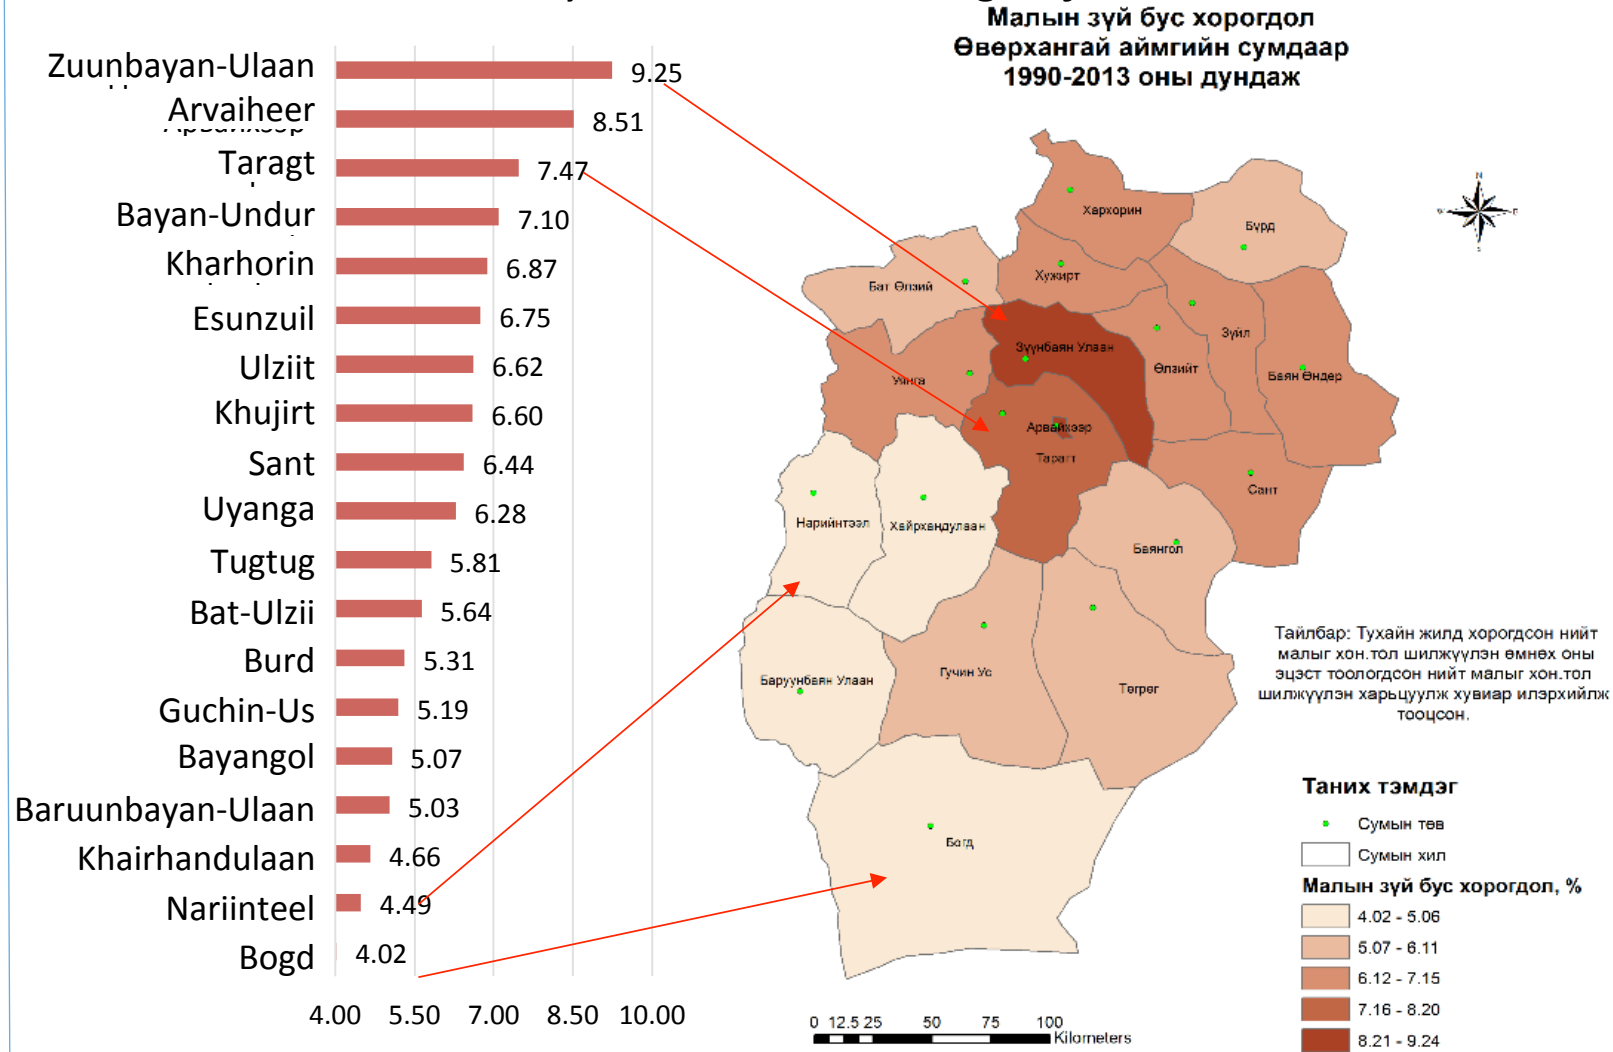 Малын зүй бус хорогдол
Өвөрхангай аймгийн сумдаар
1990-2013 оны дундаж
Zuunbayan-Ulaan 9.25
Arvaiheer 8.51
Taragt 7.47
Bayan-Undur 7.10
Kharhorin 6.87
Esunzuil 6.75
Ulziit 6.62
Khujirt 6.60
Sant 6.44
Uyanga 6.28
Tugtug 5.81
Bat-Ulzii 5.64
Burd 5.31
Guchin-Us 5.19
Bayangol 5.07
Baruunbayan-Ulaan 5.03
Khairhandulaan 4.66
Nariinteel 4.49
Bogd 4.02
4.00 5.50 7.00 8.50 10.00
N
W E
S
Хархорин
Бүрд
Хужирт
Бат Өлзий
Зүйл
Зүүнбаян Улаан
Өлзийт
Баян Өндер
Уянга
Арвайхээр
Тарагт
Сант
Нарийнтээл
Хайрхандулаан
Баянгол
Баруунбаян Улаан
Гучин Ус
Төгрөг
Богд
Тайлбар: Тухайн жилд хорогдсон нийт
малыг хон.тол шилжүүлэн өмнөх оны
эцэст тоологдсон нийт малыг хон.тол
шилжүүлэн харьцуулж хувиар илэрхийлж
тооцсон.
Таних тэмдэг
Сумын төв
Сумын хил
Малын зүй бус хорогдол, %
4.02 - 5.06
5.07 - 6.11
6.12 - 7.15
7.16 - 8.20
8.21 - 9.24
0 12.5 25 50 75 100
Kilometers